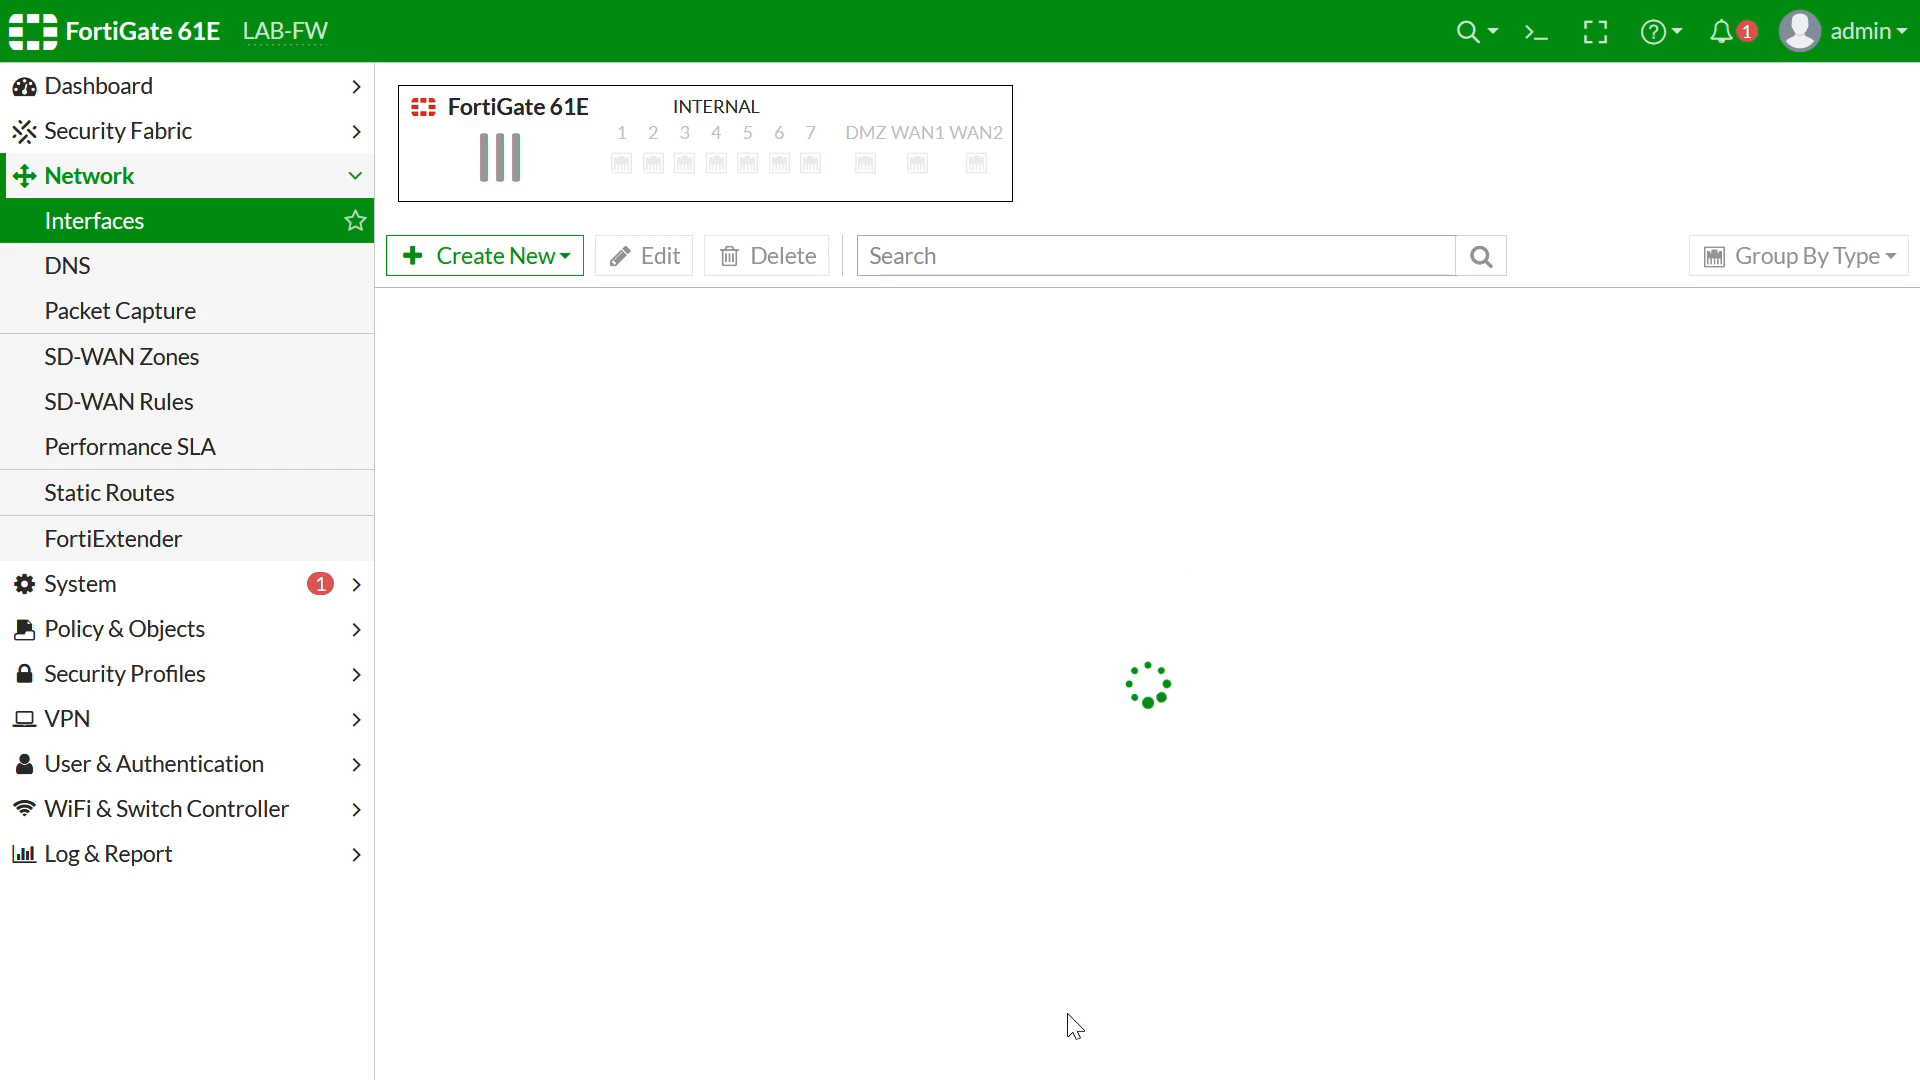 FortiGate 61E LAB-FW
1 admin
Dashboard
Security Fabric
Network
Interfaces
DNS
Packet Capture
SD-WAN Zones
SD-WAN Rules
Performance SLA
Static Routes
FortiExtender
System 1
Policy & Objects
Security Profiles
VPN
User & Authentication
WiFi & Switch Controller
Log & Report
FortiGate 61E INTERNAL
1 2 3 4 5 6 7 DMZ WAN1 WAN2
Create New Edit Delete Search Group By Type